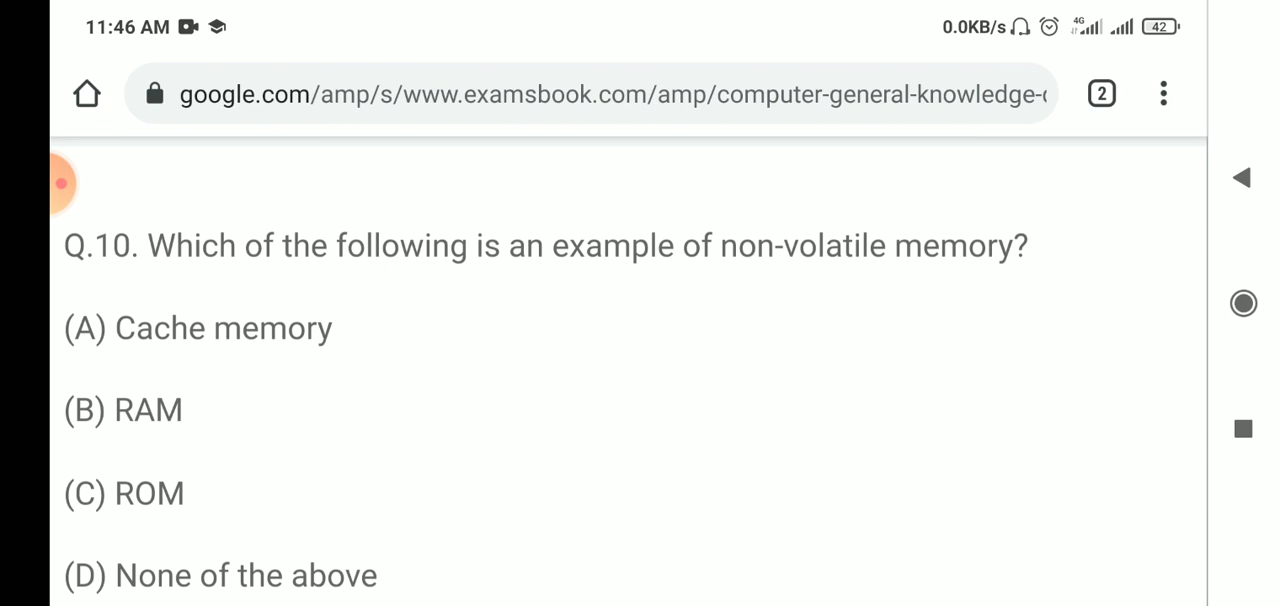 11:46 AM 0.0KB/s 4G 42
google.com/amp/s/www.examsbook.com/amp/computer-general-knowledge- 2
Q.10. Which of the following is an example of non-volatile memory?
(A) Cache memory
(B) RAM
(C) ROM
(D) None of the above